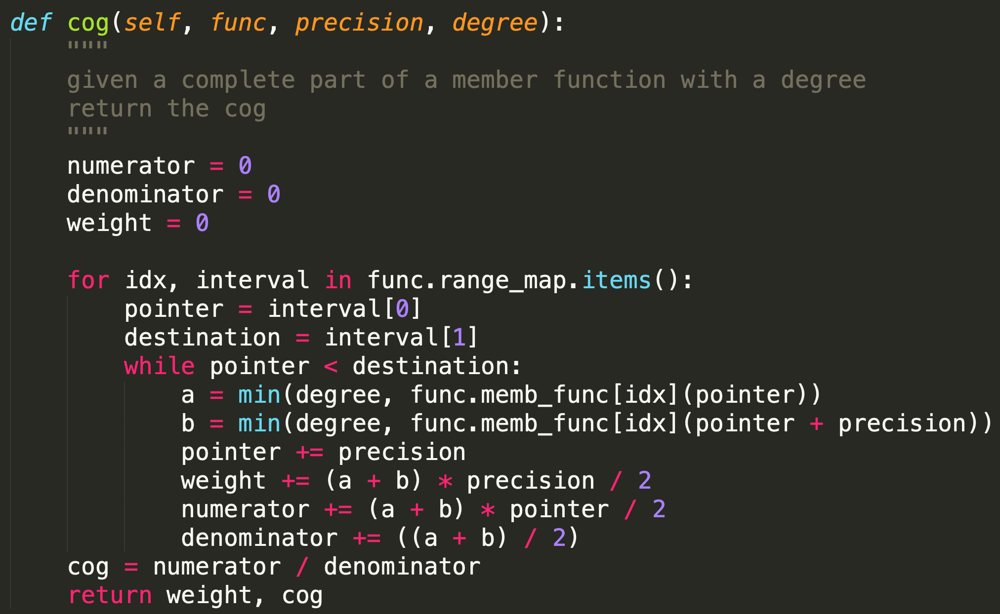 def cog(self, func, precision, degree):
    """
    given a complete part of a member function with a degree
    return the cog
    """
    numerator = 0
    denominator = 0
    weight = 0

    for idx, interval in func.range_map.items():
        pointer = interval[0]
        destination = interval[1]
        while pointer < destination:
            a = min(degree, func.memb_func[idx](pointer))
            b = min(degree, func.memb_func[idx](pointer + precision))
            pointer += precision
            weight += (a + b) * precision / 2
            numerator += (a + b) * pointer / 2
            denominator += ((a + b) / 2)
    cog = numerator / denominator
    return weight, cog